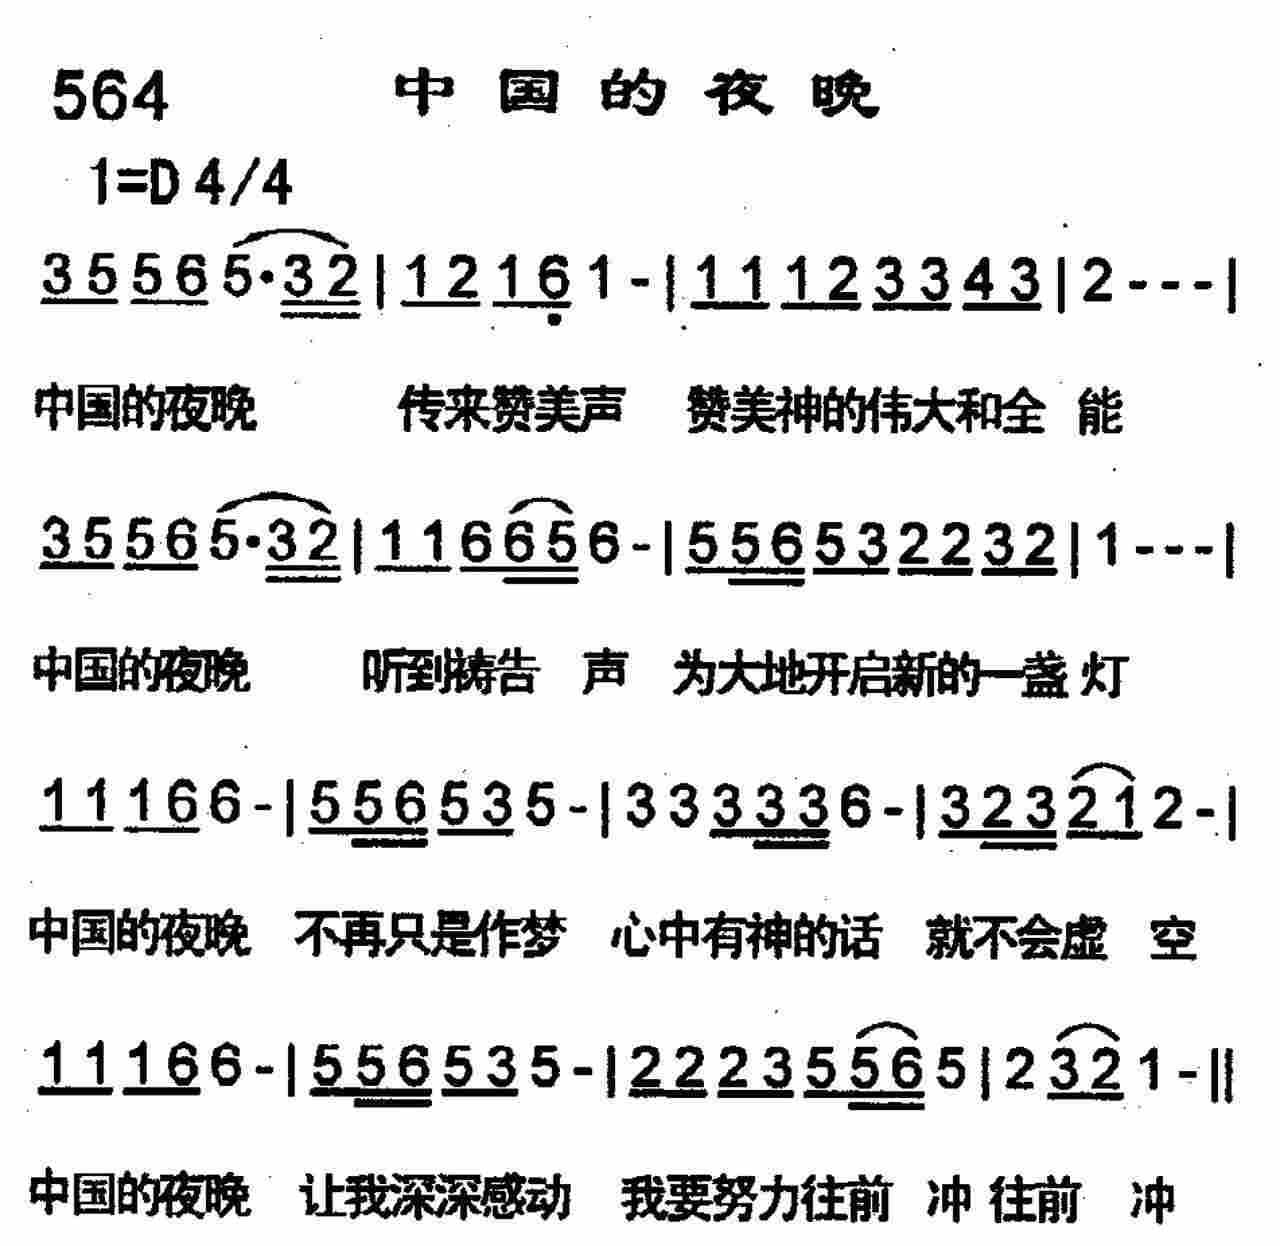 564 中国的夜晚
1=D 4/4
3 5 5 6 5·3 2 | 1 2 1 6 1 - | 1 1 1 2 3 3 4 3 | 2 - - - |
中国的夜晚 传来赞美声 赞美神的伟大和全 能
3 5 5 6 5·3 2 | 1 1 6 6 5 6 - | 5 5 6 5 3 2 2 3 2 | 1 - - - |
中国的夜晚 听到祷告 声 为大地开启新的一盏 灯
1 1 1 6 6 - | 5 5 6 5 3 5 - | 3 3 3 3 3 6 - | 3 2 3 2 1 2 - |
中国的夜晚 不再只是作梦 心中有神的话 就不会虚 空
1 1 1 6 6 - | 5 5 6 5 3 5 - | 2 2 2 3 5 5 6 5 | 2 3 2 1 - ||
中国的夜晚 让我深深感动 我要努力往前 冲 往前 冲